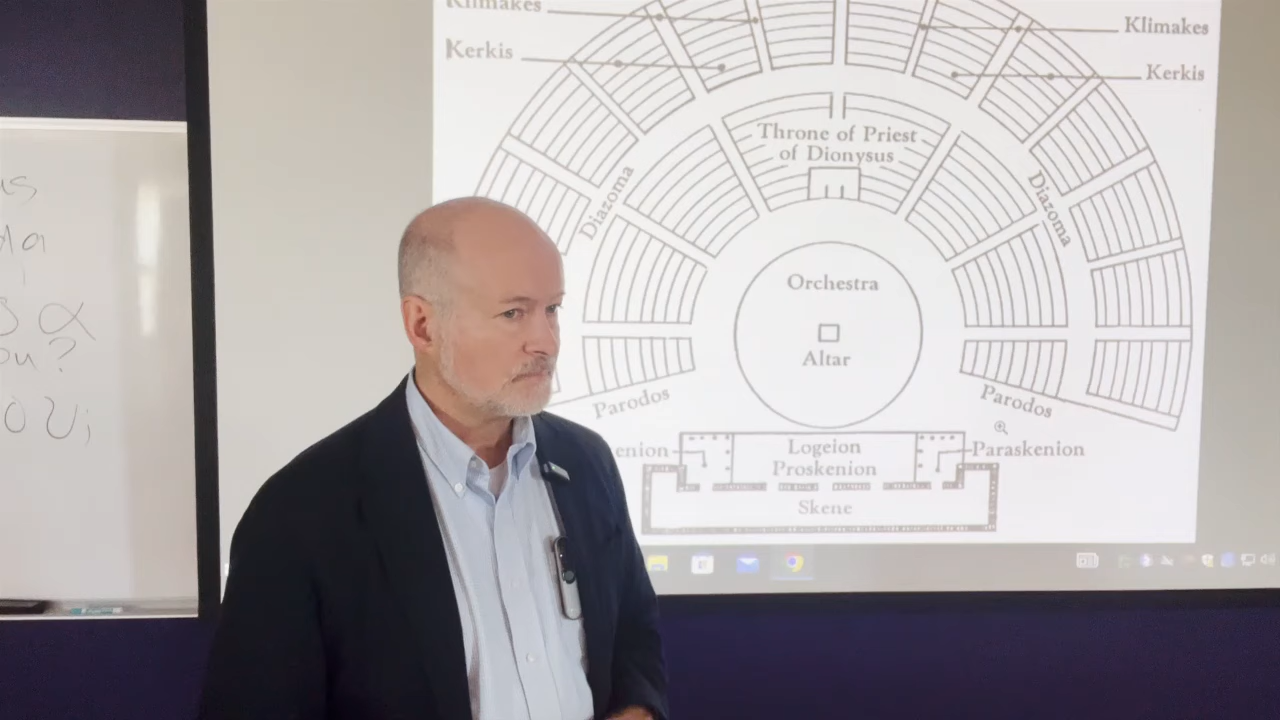 Klimakes
Klimakes
Kerkis
Kerkis
Throne of Priest
of Dionysus
Diazoma
Diazoma
Orchestra
Altar
Parodos
Parodos
enion
Logeion
Proskenion
Paraskenion
Skene